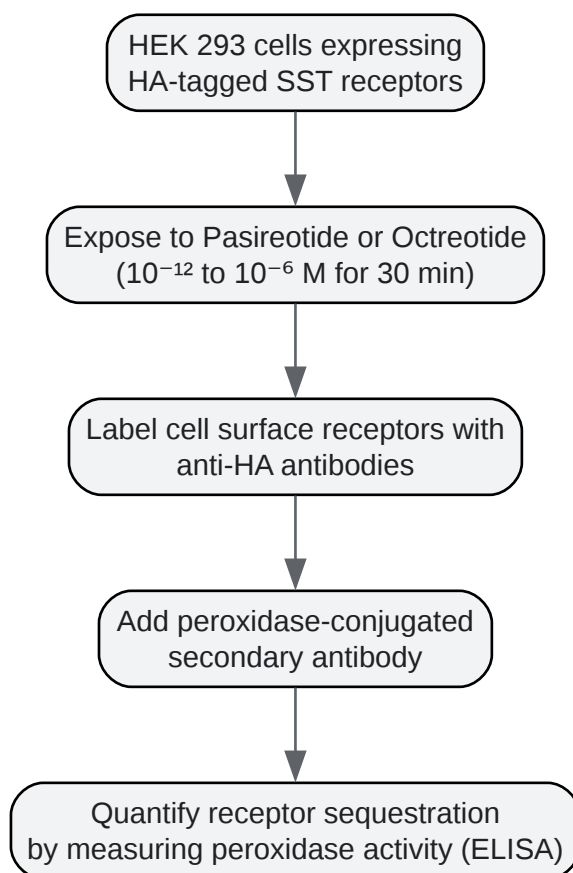 HEK 293 cells expressing
HA-tagged SST receptors
Expose to Pasireotide or Octreotide
(10⁻¹² to 10⁻⁶ M for 30 min)
Label cell surface receptors with
anti-HA antibodies
Add peroxidase-conjugated
secondary antibody
Quantify receptor sequestration
by measuring peroxidase activity (ELISA)